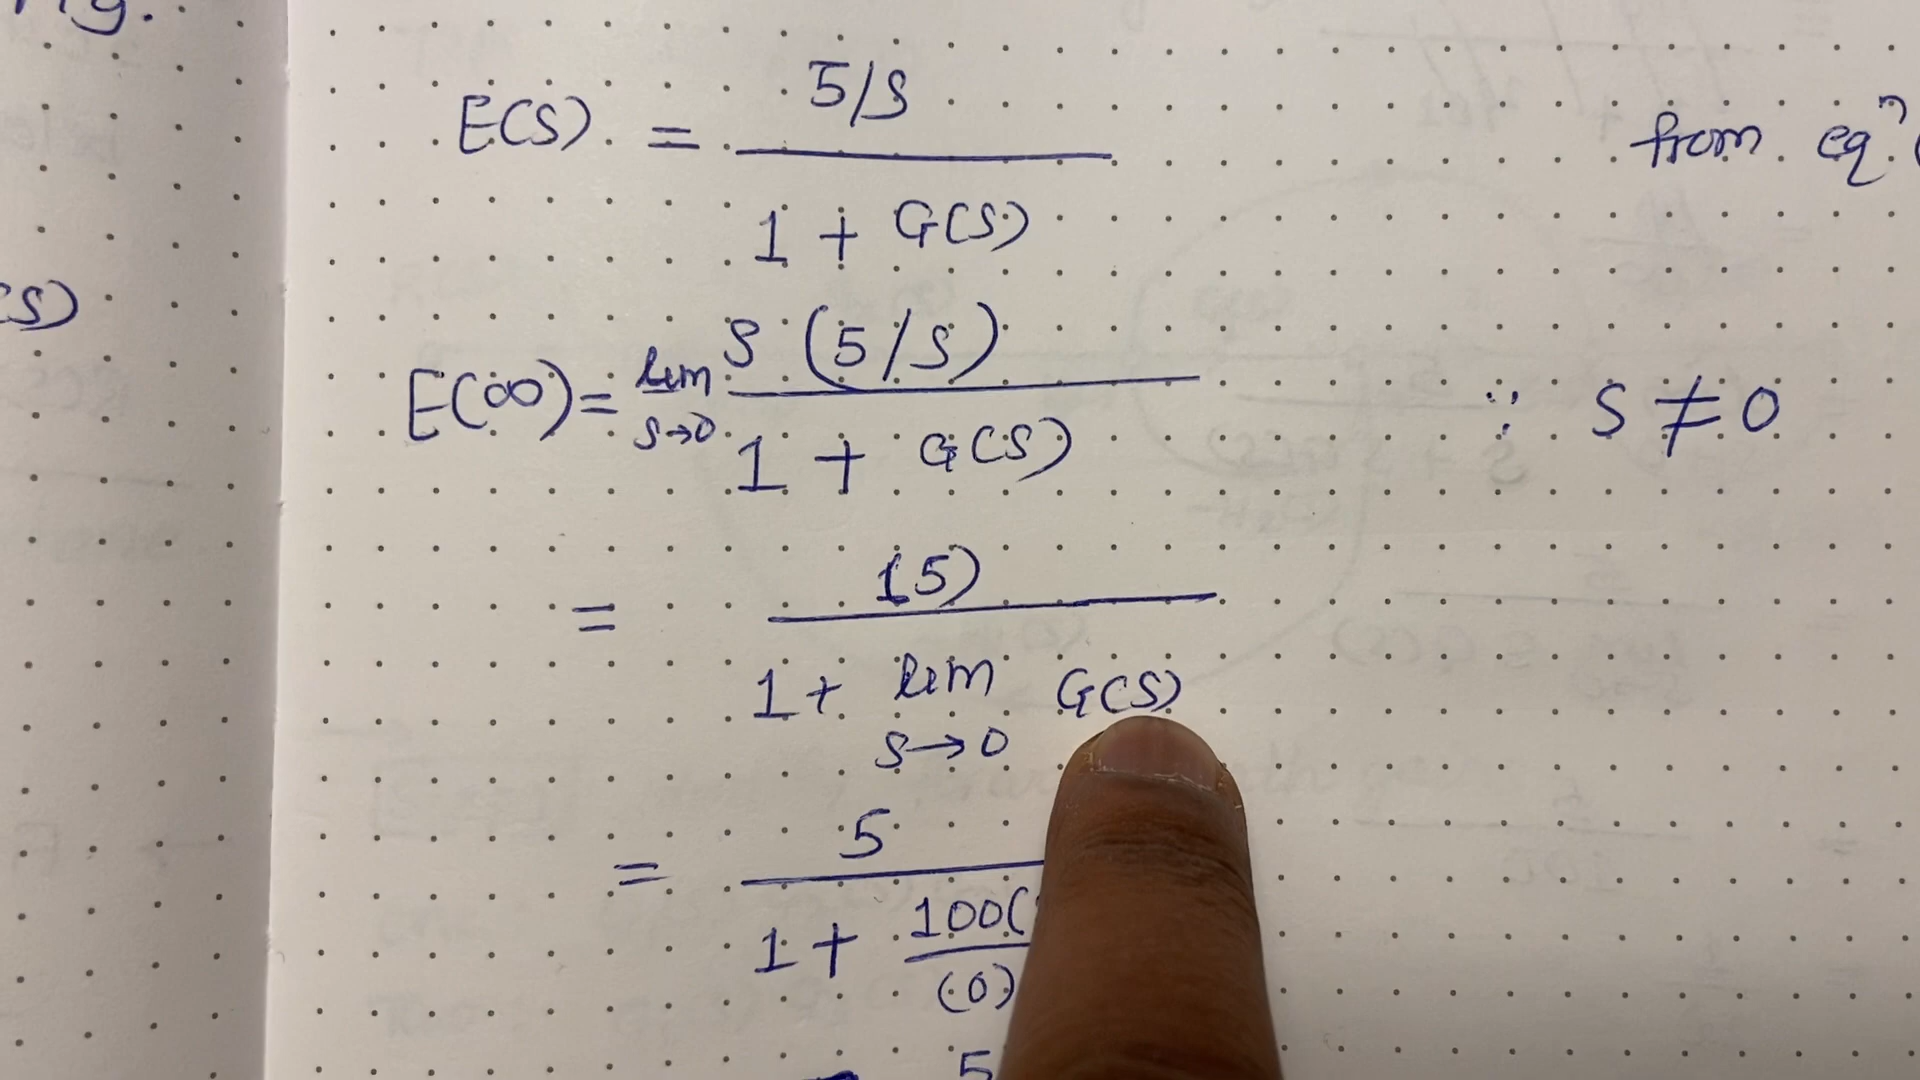 E(S) = 5/S
1 + G(S)
from eqⁿ
(S)
E(∞) = lim S→0 S (5/S)
1 + G(S)
∵ S ≠ 0
= (5)
1 + lim S→0 G(S)
= 5
1 + 100(
(0)
= 5